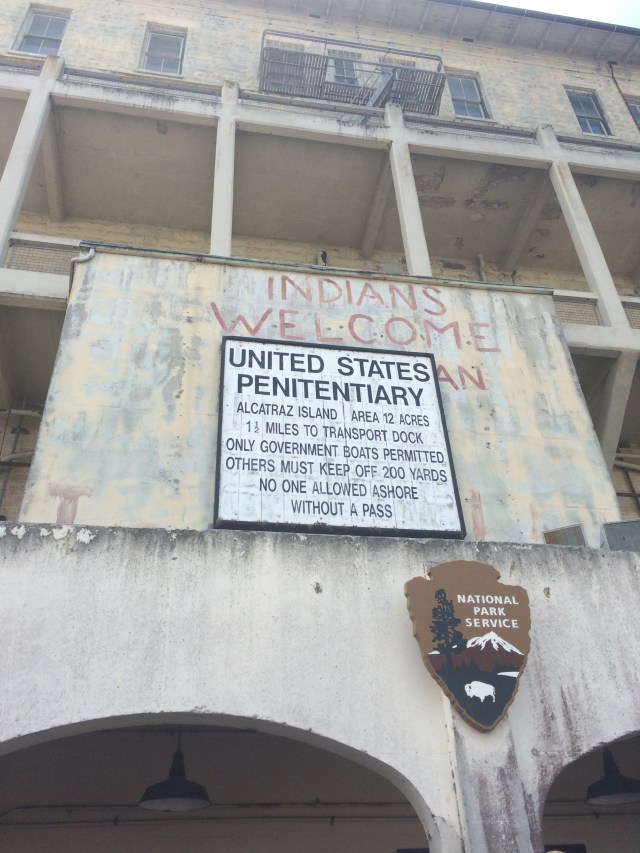 INDIANS
WELCOME
AN
UNITED STATES
PENITENTIARY
ALCATRAZ ISLAND AREA 12 ACRES
1½ MILES TO TRANSPORT DOCK
ONLY GOVERNMENT BOATS PERMITTED
OTHERS MUST KEEP OFF 200 YARDS
NO ONE ALLOWED ASHORE
WITHOUT A PASS
NATIONAL
PARK
SERVICE